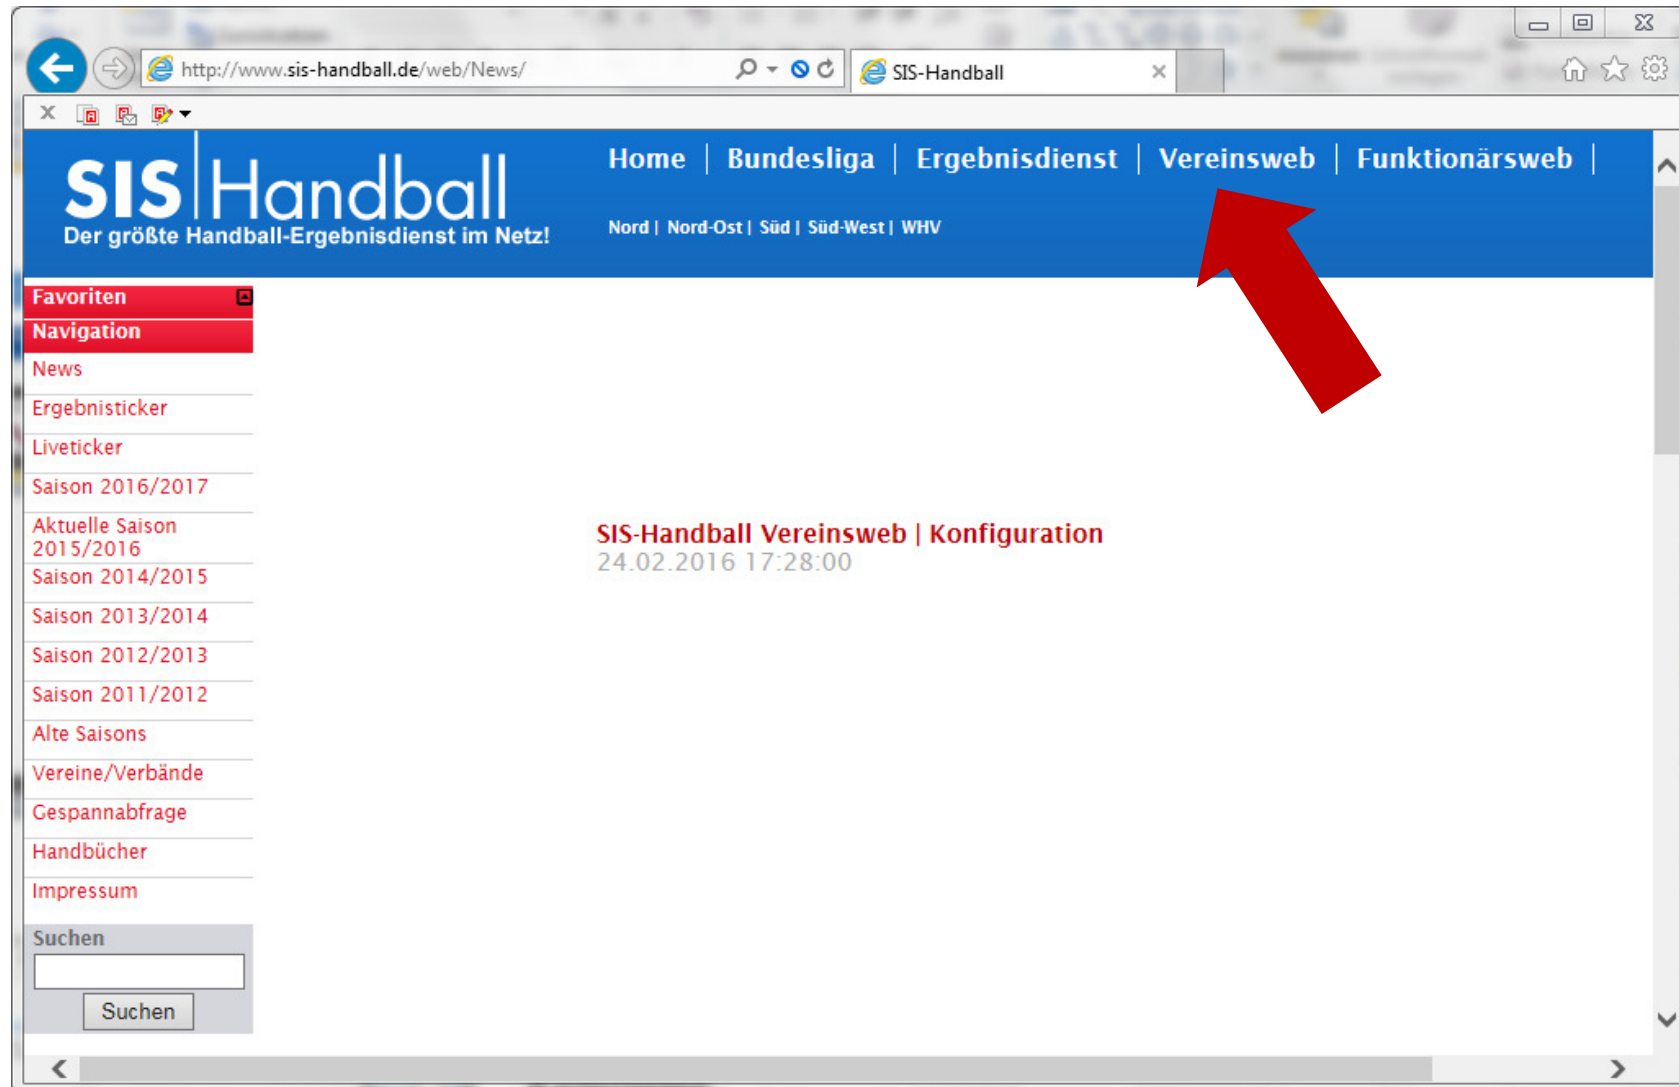 http://www.sis-handball.de/web/News/
SIS-Handball
SIS Handball
Der größte Handball-Ergebnisdienst im Netz!
Home | Bundesliga | Ergebnisdienst | Vereinsweb | Funktionärsweb |
Nord | Nord-Ost | Süd | Süd-West | WHV
Favoriten
Navigation
News
Ergebnisticker
Liveticker
Saison 2016/2017
Aktuelle Saison
2015/2016
Saison 2014/2015
Saison 2013/2014
Saison 2012/2013
Saison 2011/2012
Alte Saisons
Vereine/Verbände
Gespannabfrage
Handbücher
Impressum
Suchen
Suchen
SIS-Handball Vereinsweb | Konfiguration
24.02.2016 17:28:00